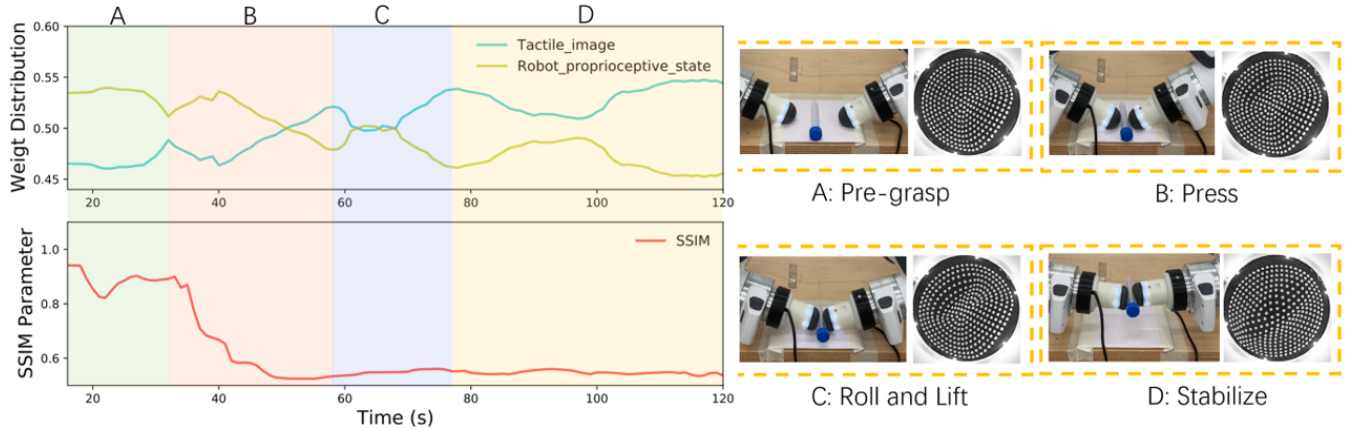 A B C D
0.60
0.55
0.50
0.45
Weigt Distribution
Tactile_image
Robot_proprioceptive_state
20 40 60 80 100 120
1.0
0.8
0.6
SSIM Parameter
SSIM
20 40 60 80 100 120
Time (s)
A: Pre-grasp
B: Press
C: Roll and Lift
D: Stabilize